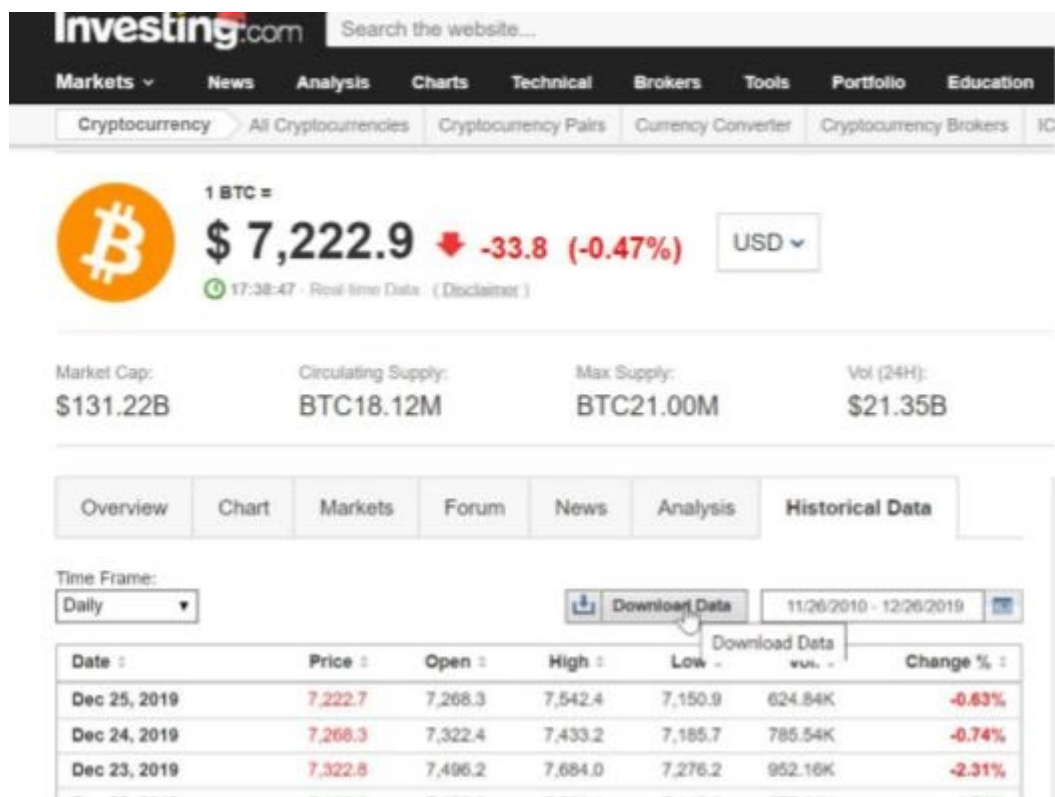 Investing.com Search the website...
Markets News Analysis Charts Technical Brokers Tools Portfolio Education
Cryptocurrency All Cryptocurrencies Cryptocurrency Pairs Currency Converter Cryptocurrency Brokers
1 BTC =
$ 7,222.9 -33.8 (-0.47%) USD
17:38:47 - Real-time Data. ( Disclaimer )
Market Cap: Circulating Supply: Max Supply: Vol (24H):
$131.22B BTC18.12M BTC21.00M $21.35B
Overview Chart Markets Forum News Analysis Historical Data
Time Frame:
Daily Download Data 11/26/2010 - 12/26/2019
Download Data
Date Price Open High Low Change %
Dec 25, 2019 7,222.7 7,268.3 7,542.4 7,150.9 624.84K -0.63%
Dec 24, 2019 7,268.3 7,322.4 7,433.2 7,185.7 785.54K -0.74%
Dec 23, 2019 7,322.8 7,496.2 7,684.0 7,276.2 952.16K -2.31%